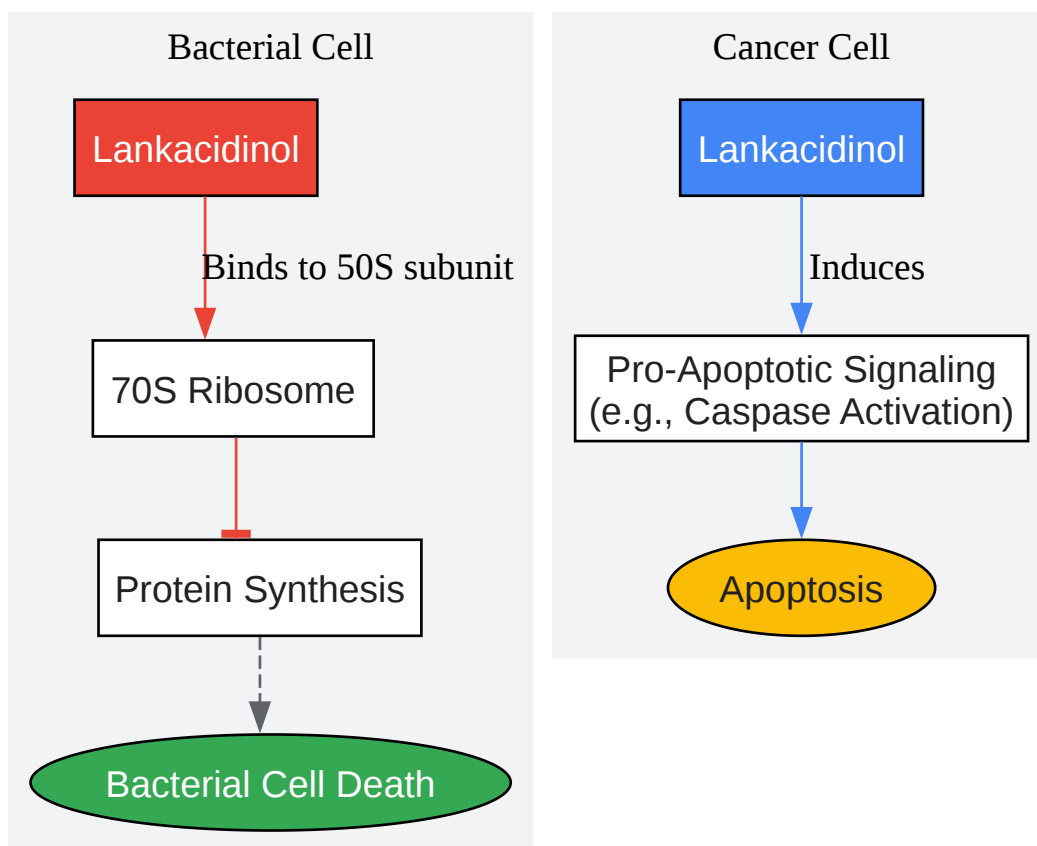 Bacterial Cell
Lankacidinol
Binds to 50S subunit
70S Ribosome
Protein Synthesis
Bacterial Cell Death
Cancer Cell
Lankacidinol
Induces
Pro-Apoptotic Signaling
(e.g., Caspase Activation)
Apoptosis